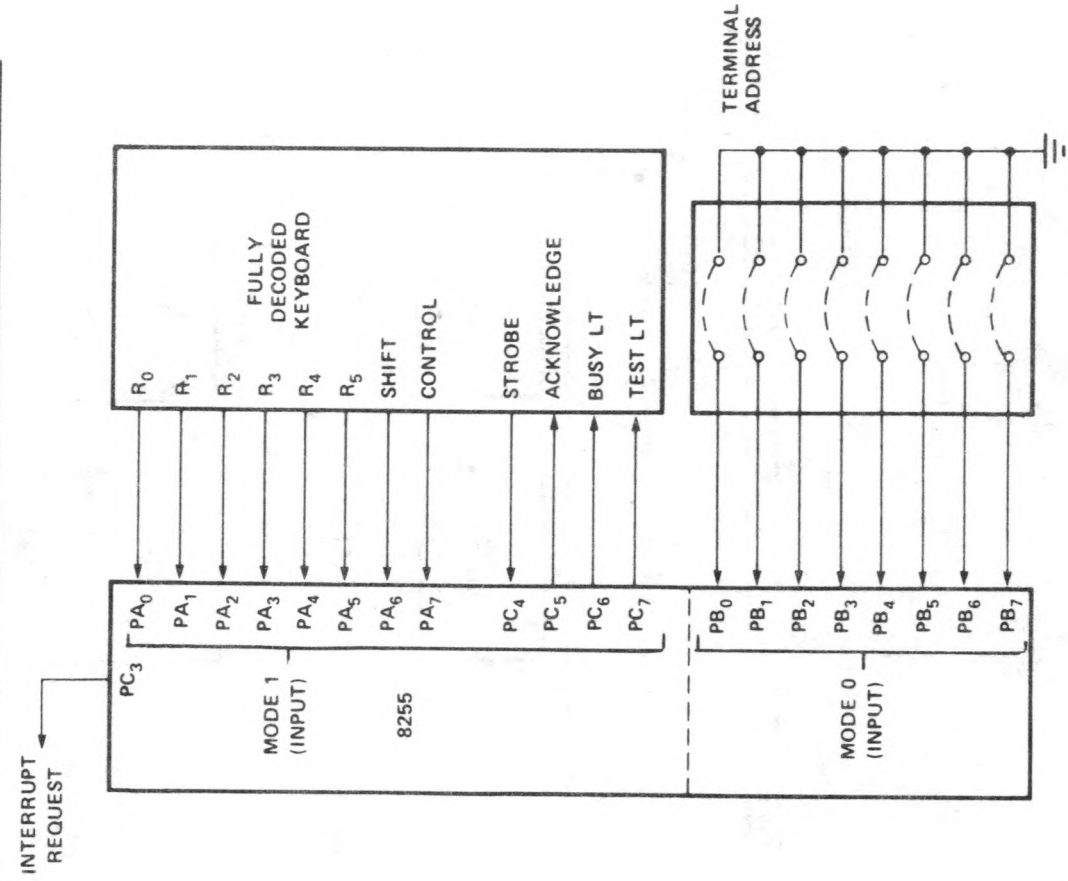 INTERRUPT
REQUEST
PC3
MODE 1
(INPUT)
8255
PA0
PA1
PA2
PA3
PA4
PA5
PA6
PA7
PC4
PC5
PC6
PC7
R0
R1
R2
R3
R4
R5
SHIFT
CONTROL
FULLY
DECODED
KEYBOARD
STROBE
ACKNOWLEDGE
BUSY LT
TEST LT
MODE 0
(INPUT)
PB0
PB1
PB2
PB3
PB4
PB5
PB6
PB7
TERMINAL
ADDRESS